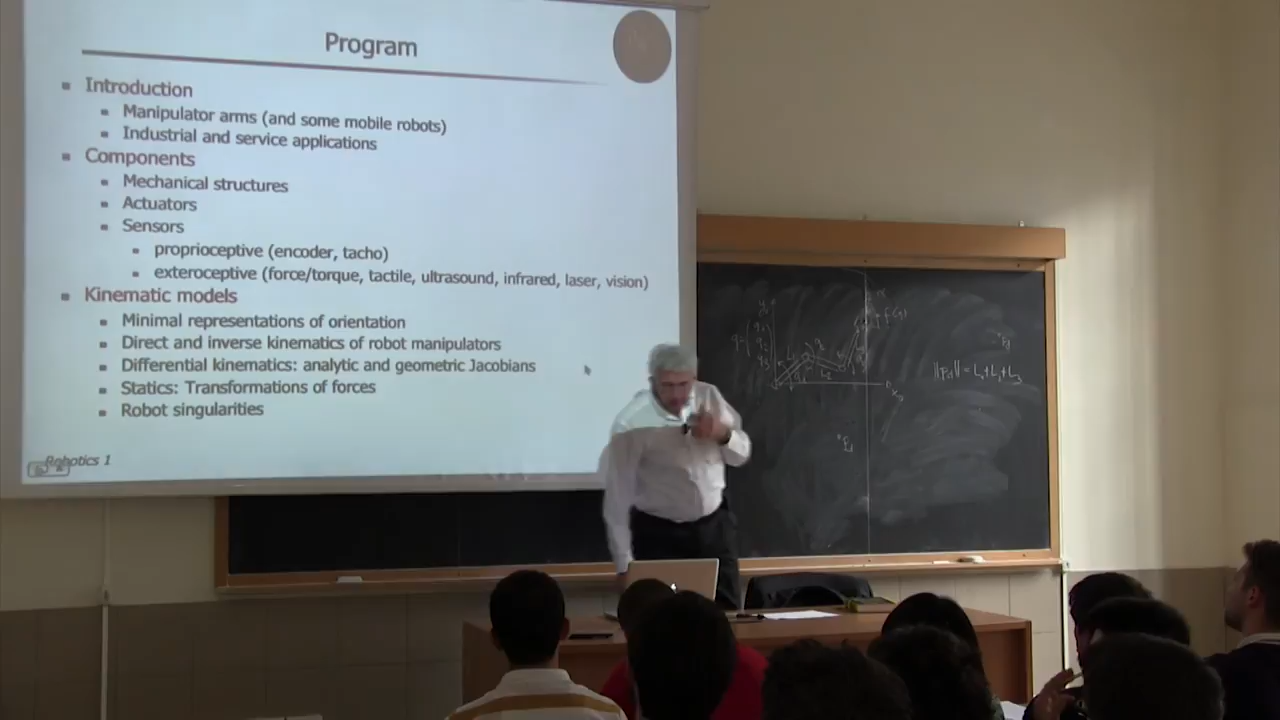 Program
Introduction
Manipulator arms (and some mobile robots)
Industrial and service applications
Components
Mechanical structures
Actuators
Sensors
proprioceptive (encoder, tacho)
exteroceptive (force/torque, tactile, ultrasound, infrared, laser, vision)
Kinematic models
Minimal representations of orientation
Direct and inverse kinematics of robot manipulators
Differential kinematics: analytic and geometric Jacobians
Statics: Transformations of forces
Robot singularities
Robotics 1